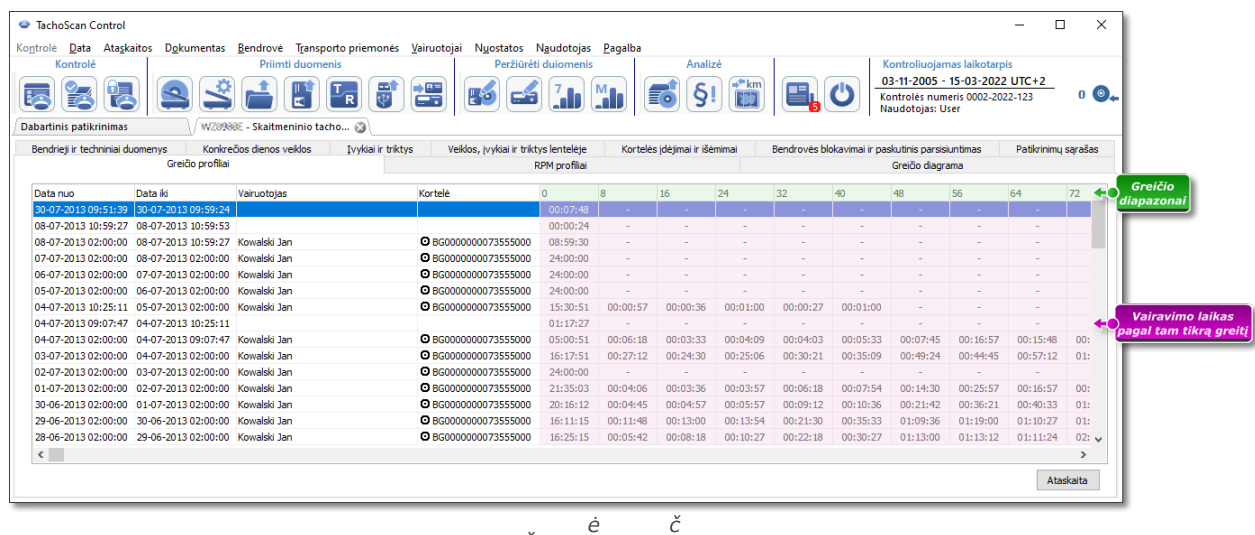 TachoScan Control
Kontrolė Data Ataskaitos Dokumentas Bendrovė Transporto priemonės Vairuotojai Nuostatos Naudotojas Pagalba
Kontrolė Priimti duomenis Peržiūrėti duiomenis Analizė Kontroliuojamas laikotarpis
03-11-2005 - 15-03-2022 UTC+2
Kontrolės numeris 0002-2022-123
Naudotojas: User
0
7 M §! km 5
T R
Dabartinis patikrinimas - Skaitmeninio tacho...
Bendrieji ir techniniai duomenys Konkrečios dienos veiklos Įvykiai ir triktys Veiklos, įvykiai ir triktys lentelėje Kortelės įdėjimai ir išėmimai Bendrovės blokavimai ir paskutinis parsisiuntimas Patikrinimų sąrašas
Greičio profiliai RPM profiliai Greičio diagrama
Data nuo Data iki Vairuotojas Kortelė 0 8 16 24 32 40 48 56 64 72
30-07-2013 09:51:39 30-07-2013 09:59:24 00:07:48 - - - - - - - -
08-07-2013 10:59:27 08-07-2013 10:59:53 00:00:24 - - - - - - - -
08-07-2013 02:00:00 08-07-2013 10:59:27 Kowalski Jan BG0000000073555000 08:59:30 - - - - - - - -
07-07-2013 02:00:00 08-07-2013 02:00:00 Kowalski Jan BG0000000073555000 24:00:00 - - - - - - - -
06-07-2013 02:00:00 07-07-2013 02:00:00 Kowalski Jan BG0000000073555000 24:00:00 - - - - - - - -
05-07-2013 02:00:00 06-07-2013 02:00:00 Kowalski Jan BG0000000073555000 24:00:00 - - - - - - - -
04-07-2013 10:25:11 05-07-2013 02:00:00 Kowalski Jan BG0000000073555000 15:30:51 00:00:57 00:00:36 00:01:00 00:00:27 00:01:00 - - -
04-07-2013 09:07:47 04-07-2013 10:25:11 01:17:27 - - - - - - - -
04-07-2013 02:00:00 04-07-2013 09:07:47 Kowalski Jan BG0000000073555000 05:00:51 00:06:18 00:03:33 00:04:09 00:04:03 00:05:33 00:07:45 00:16:57 00:15:48 00:
03-07-2013 02:00:00 04-07-2013 02:00:00 Kowalski Jan BG0000000073555000 16:17:51 00:27:12 00:24:30 00:25:06 00:30:21 00:35:09 00:49:24 00:44:45 00:57:12 01:
02-07-2013 02:00:00 03-07-2013 02:00:00 Kowalski Jan BG0000000073555000 24:00:00 - - - - - - - -
01-07-2013 02:00:00 02-07-2013 02:00:00 Kowalski Jan BG0000000073555000 21:35:03 00:04:06 00:03:36 00:03:57 00:06:18 00:07:54 00:14:30 00:25:57 00:16:57 00:
30-06-2013 02:00:00 01-07-2013 02:00:00 Kowalski Jan BG0000000073555000 20:16:12 00:04:45 00:04:57 00:05:57 00:09:12 00:10:36 00:21:42 00:36:21 00:40:33 01:
29-06-2013 02:00:00 30-06-2013 02:00:00 Kowalski Jan BG0000000073555000 16:11:15 00:11:48 00:13:00 00:13:54 00:21:30 00:35:33 01:09:36 01:19:00 01:10:27 01:
28-06-2013 02:00:00 29-06-2013 02:00:00 Kowalski Jan BG0000000073555000 16:25:15 00:05:42 00:08:18 00:10:27 00:22:18 00:30:27 01:13:00 01:13:12 01:11:24 02:
Ataskaita
Greičio
diapazonai
Vairavimo laikas
pagal tam tikrą greitį
ė č